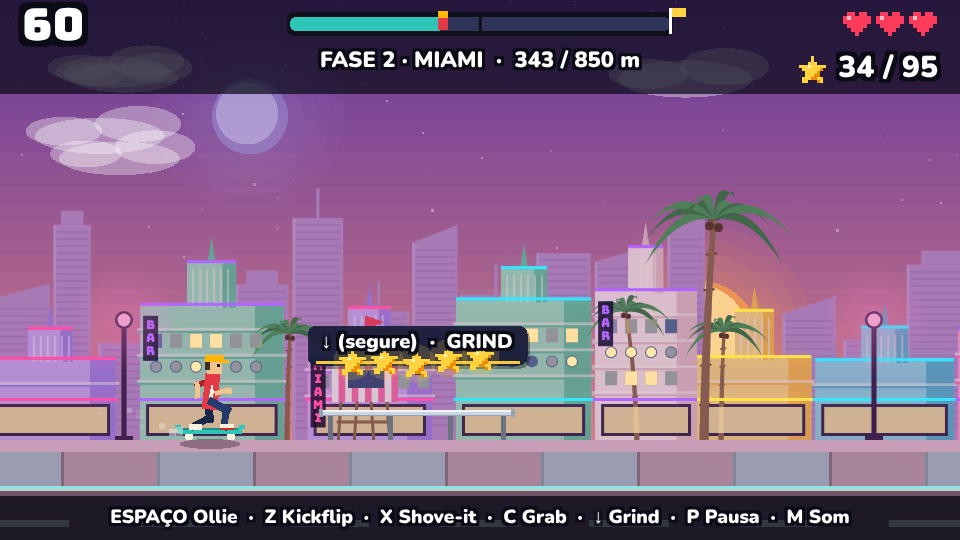 60
FASE 2 · MIAMI · 343 / 850 m
34 / 95
BAR
BAR
↓ (segure) · GRIND
MIAMI
ESPAÇO Ollie · Z Kickflip · X Shove-it · C Grab · ↓ Grind · P Pausa · M Som